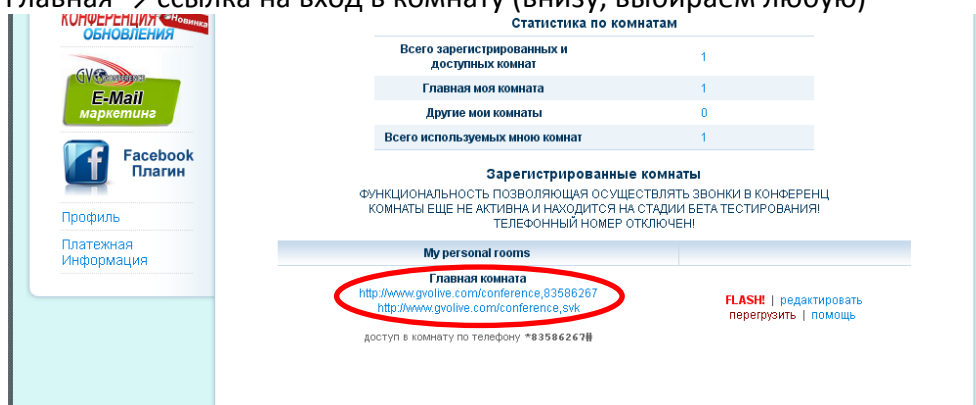 Главная → ссылка на вход в комнату (внизу, выбираем любую)
КОНФЕРЕНЦИЯ Новинка
ОБНОВЛЕНИЯ
GVO
E-Mail
маркетинг
Facebook
Плагин
Профиль
Платежная
Информация
Статистика по комнатам
Всего зарегистрированных и
доступных комнат 1
Главная моя комната 1
Другие мои комнаты 0
Всего используемых мною комнат 1
Зарегистрированные комнаты
ФУНКЦИОНАЛЬНОСТЬ ПОЗВОЛЯЮЩАЯ ОСУЩЕСТВЛЯТЬ ЗВОНКИ В КОНФЕРЕНЦ
КОМНАТЫ ЕЩЕ НЕ АКТИВНА И НАХОДИТСЯ НА СТАДИИ БЕТА ТЕСТИРОВАНИЯ!
ТЕЛЕФОННЫЙ НОМЕР ОТКЛЮЧЕН!
My personal rooms
Главная комната
http://www.gvolive.com/conference,83586267
http://www.gvolive.com/conference,svk
FLASH! | редактировать
перегрузить | помощь
доступ в комнату по телефону *83586267#